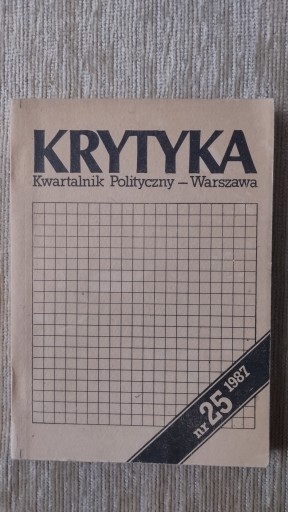 KRYTYKA
Kwartalnik Polityczny – Warszawa
nr 25 1987